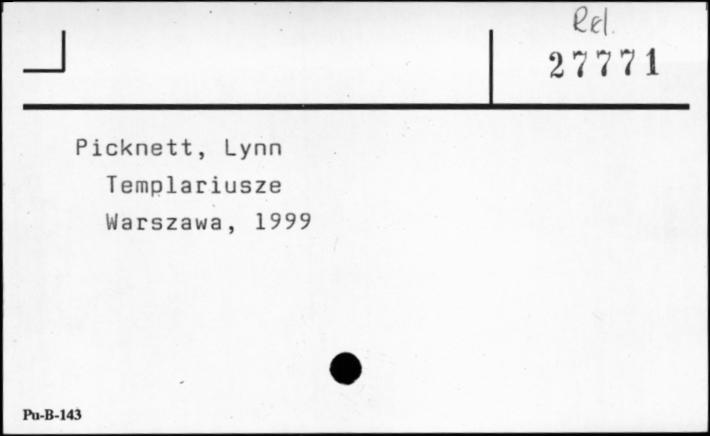 Rel.
27771
Picknett, Lynn
Templariusze
Warszawa, 1999
Pu-B-143